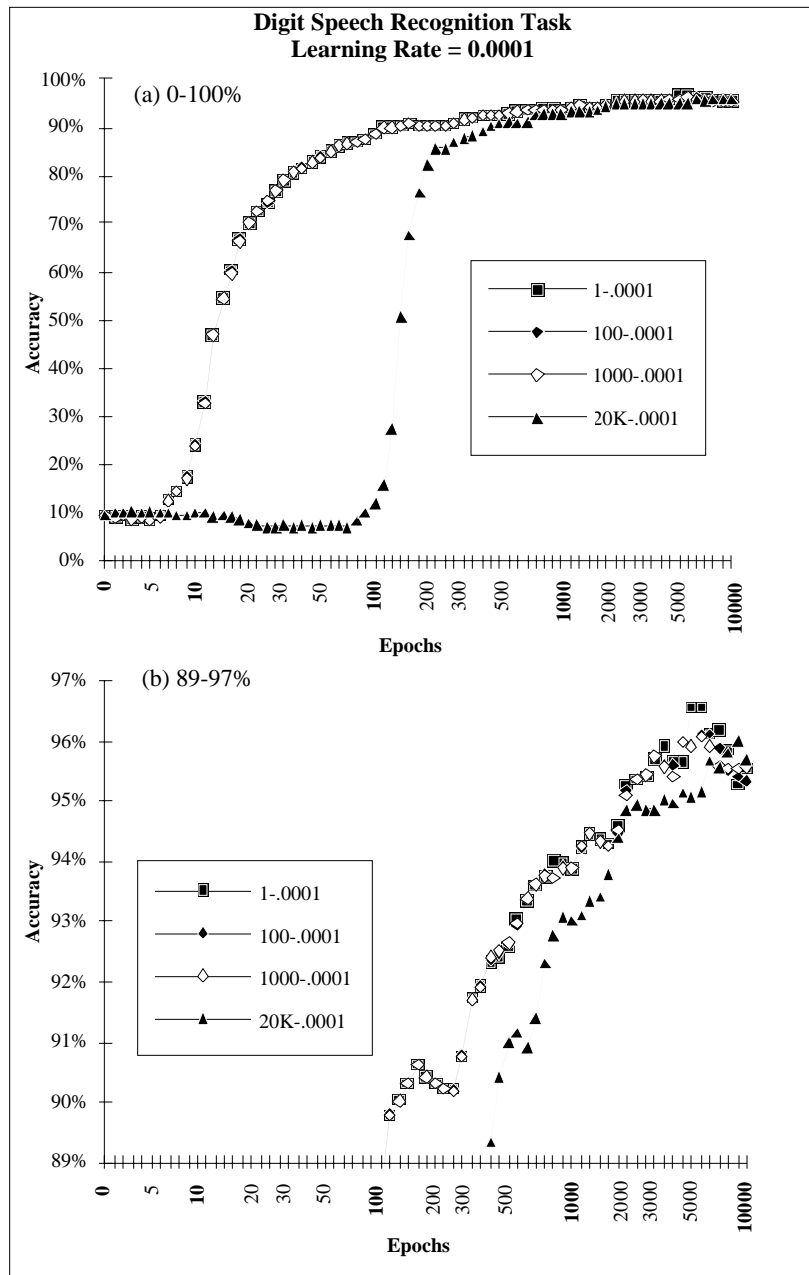 Digit Speech Recognition Task
Learning Rate = 0.0001
(a) 0-100%
100%
90%
80%
70%
60%
50%
40%
30%
20%
10%
0%
Accuracy
1-.0001
100-.0001
1000-.0001
20K-.0001
0 5 10 20 30 50 100 200 300 500 1000 2000 3000 5000 10000
Epochs
(b) 89-97%
97%
96%
95%
94%
93%
92%
91%
90%
89%
Accuracy
1-.0001
100-.0001
1000-.0001
20K-.0001
0 5 10 20 30 50 100 200 300 500 1000 2000 3000 5000 10000
Epochs